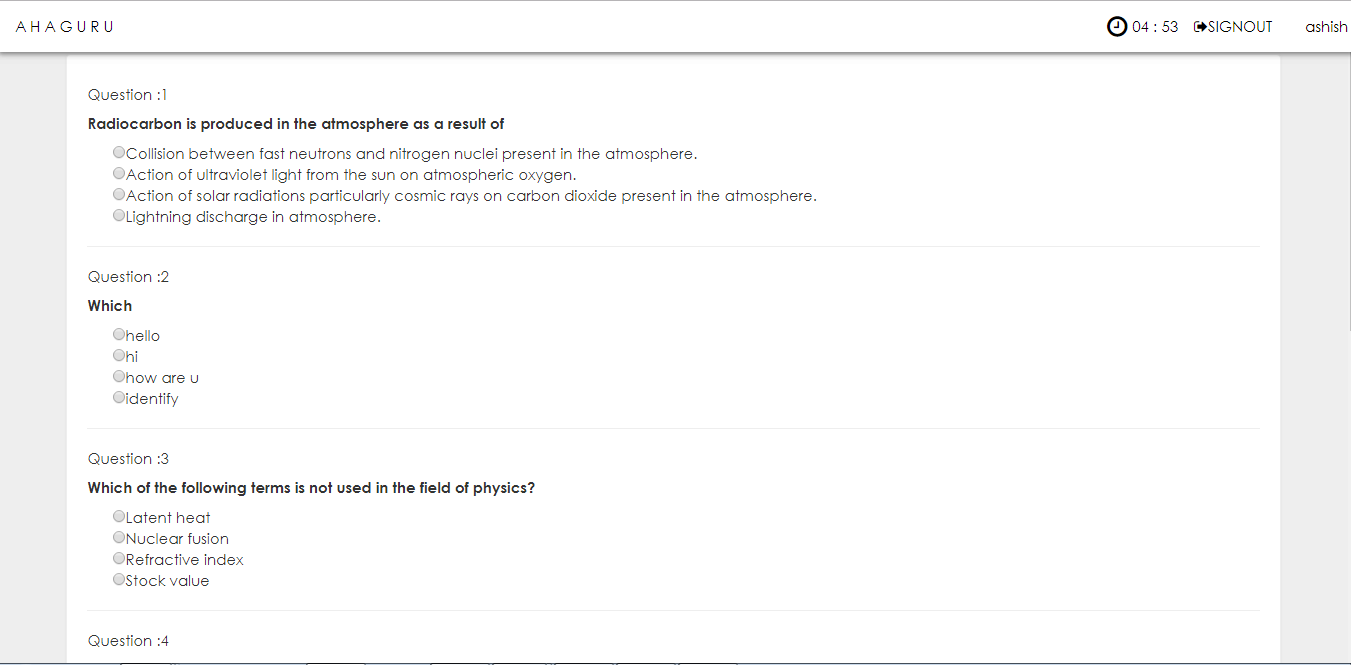 AHAGURU
04 : 53 SIGNOUT ashish
Question :1
Radiocarbon is produced in the atmosphere as a result of
Collision between fast neutrons and nitrogen nuclei present in the atmosphere.
Action of ultraviolet light from the sun on atmospheric oxygen.
Action of solar radiations particularly cosmic rays on carbon dioxide present in the atmosphere.
Lightning discharge in atmosphere.
Question :2
Which
hello
hi
how are u
identify
Question :3
Which of the following terms is not used in the field of physics?
Latent heat
Nuclear fusion
Refractive index
Stock value
Question :4